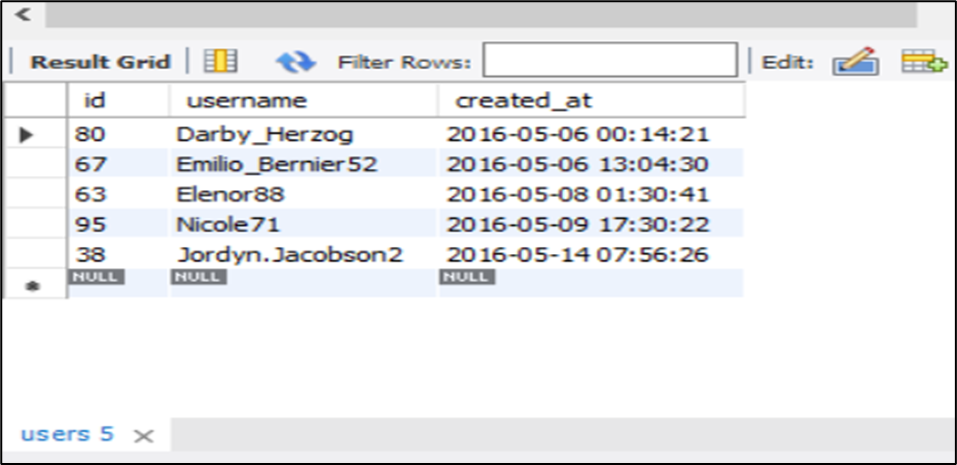 Result Grid Filter Rows: Edit:
id username created_at
80 Darby_Herzog 2016-05-06 00:14:21
67 Emilio_Bernier52 2016-05-06 13:04:30
63 Elenor88 2016-05-08 01:30:41
95 Nicole71 2016-05-09 17:30:22
38 Jordyn.Jacobson2 2016-05-14 07:56:26
NULL NULL NULL
users 5